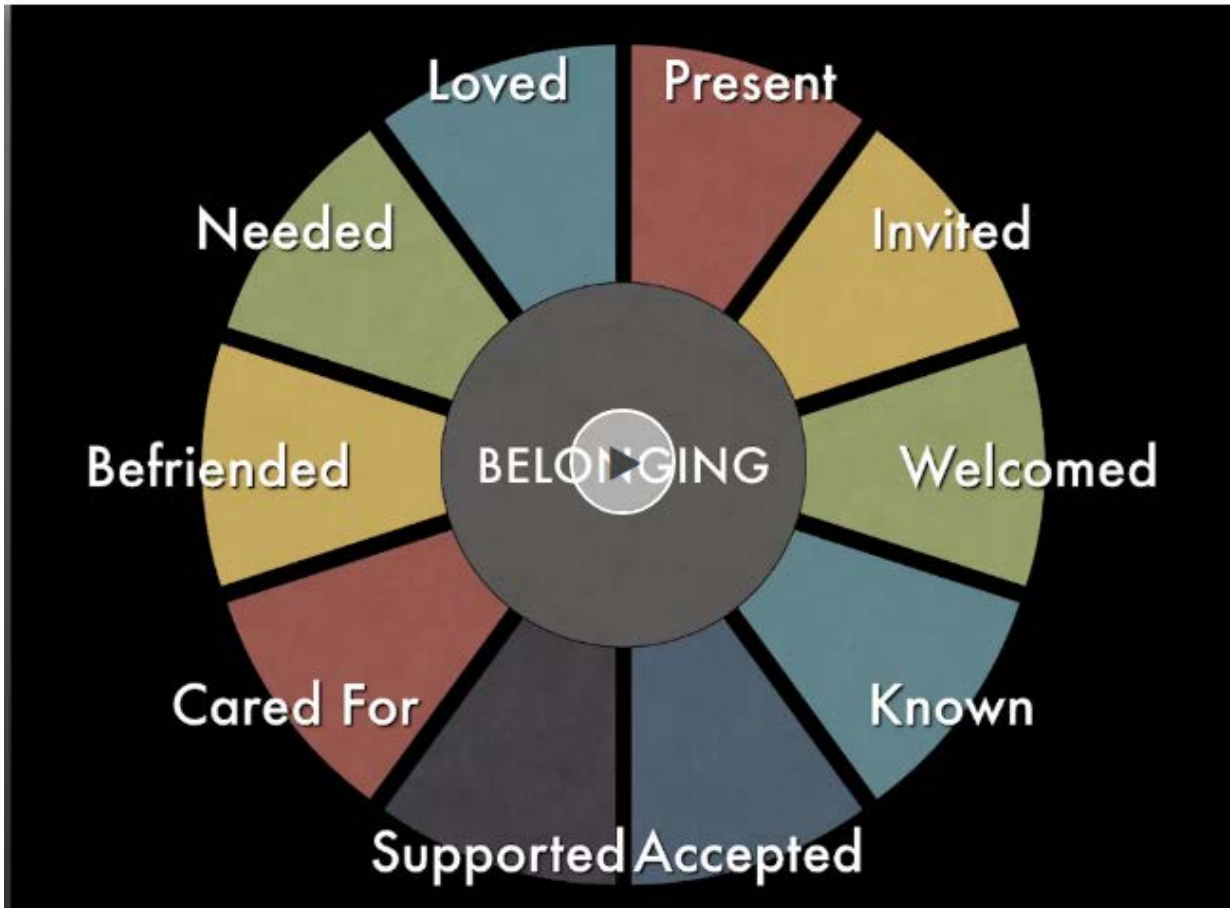 Loved
Present
Invited
Welcomed
Known
Accepted
Supported
Cared For
Befriended
Needed
BELONGING